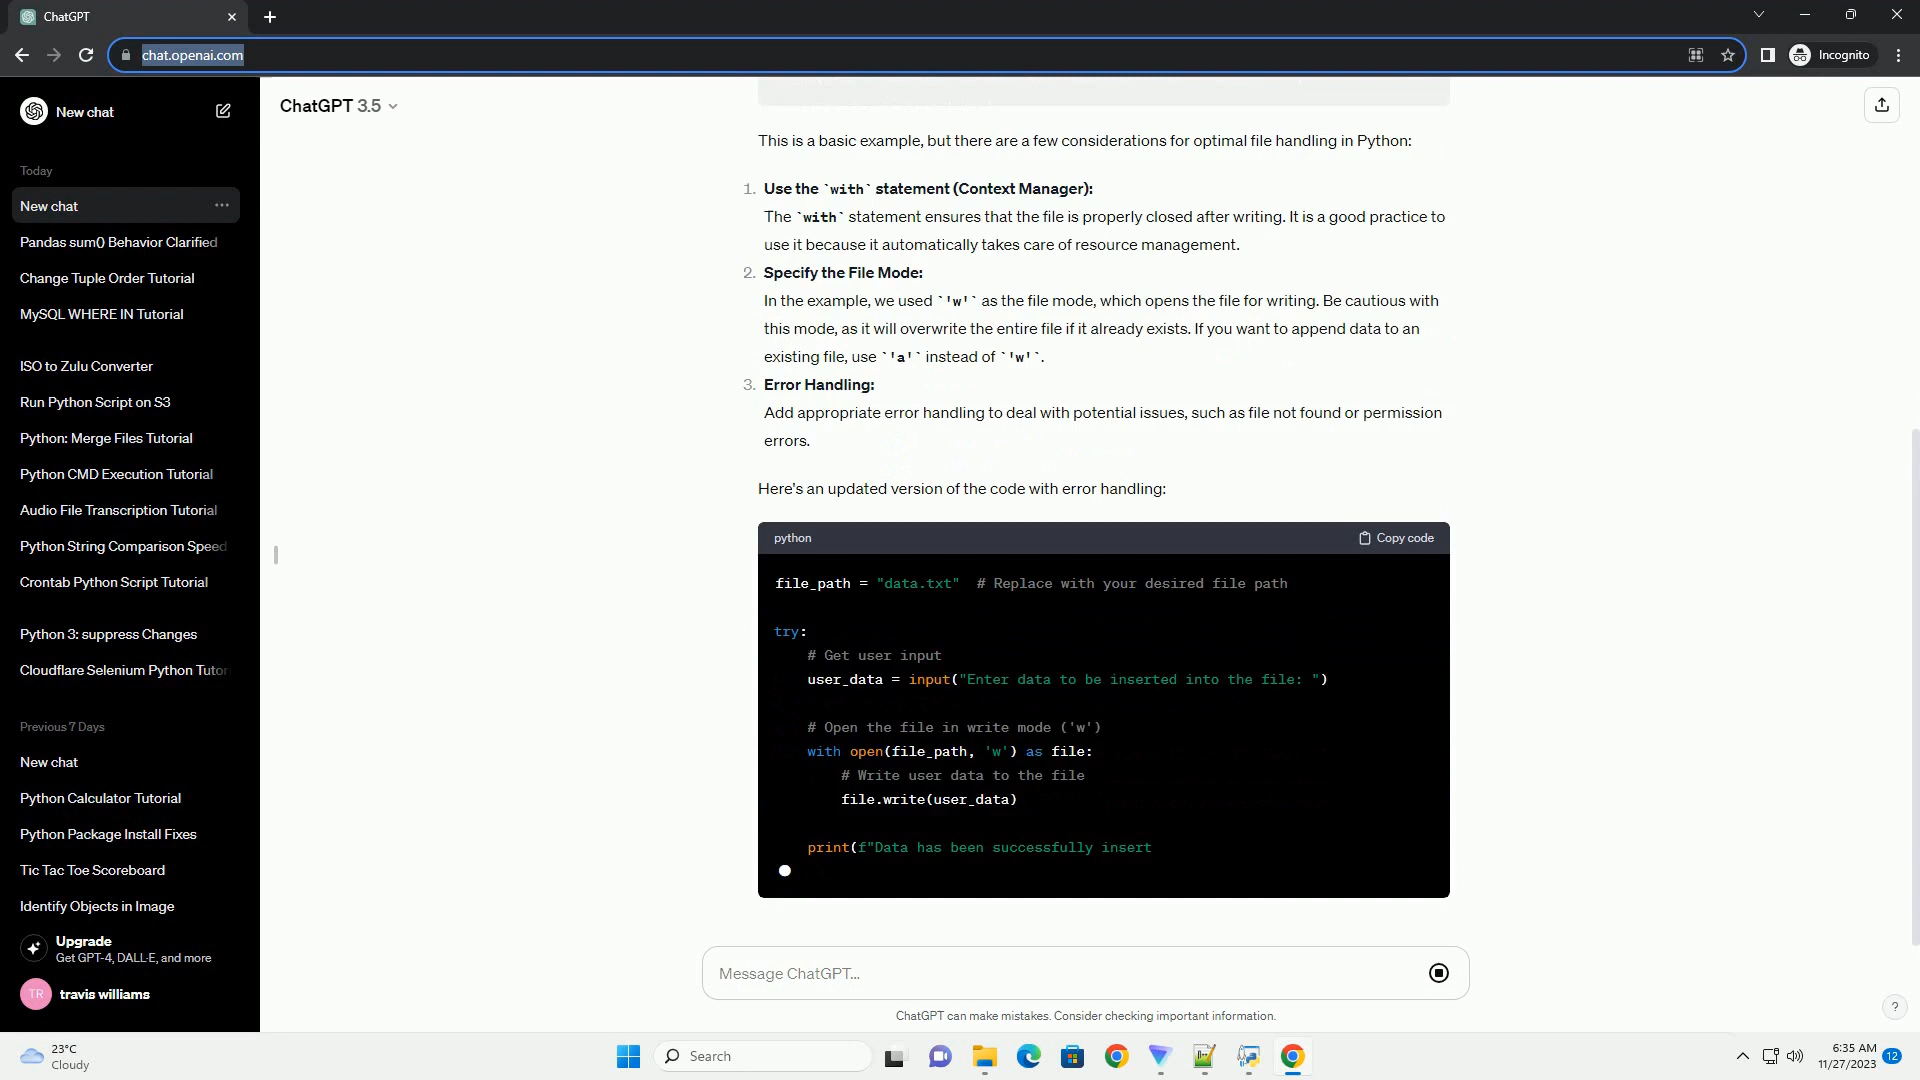 ChatGPT
chat.openai.com
Incognito
New chat
Today
New chat
Pandas sum() Behavior Clarified
Change Tuple Order Tutorial
MySQL WHERE IN Tutorial
ISO to Zulu Converter
Run Python Script on S3
Python: Merge Files Tutorial
Python CMD Execution Tutorial
Audio File Transcription Tutorial
Python String Comparison Speed
Crontab Python Script Tutorial
Python 3: suppress Changes
Cloudflare Selenium Python Tutor
Previous 7 Days
New chat
Python Calculator Tutorial
Python Package Install Fixes
Tic Tac Toe Scoreboard
Identify Objects in Image
Upgrade
Get GPT-4, DALL·E, and more
TR
travis williams
ChatGPT 3.5
This is a basic example, but there are a few considerations for optimal file handling in Python:
1. Use the `with` statement (Context Manager):
The `with` statement ensures that the file is properly closed after writing. It is a good practice to
use it because it automatically takes care of resource management.
2. Specify the File Mode:
In the example, we used `'w'` as the file mode, which opens the file for writing. Be cautious with
this mode, as it will overwrite the entire file if it already exists. If you want to append data to an
existing file, use `'a'` instead of `'w'`.
3. Error Handling:
Add appropriate error handling to deal with potential issues, such as file not found or permission
errors.
Here's an updated version of the code with error handling:
python
Copy code
file_path = "data.txt"  # Replace with your desired file path
try:
# Get user input
user_data = input("Enter data to be inserted into the file: ")
# Open the file in write mode ('w')
with open(file_path, 'w') as file:
# Write user data to the file
file.write(user_data)
print(f"Data has been successfully insert
Message ChatGPT...
ChatGPT can make mistakes. Consider checking important information.
?
23°C
Cloudy
Search
6:35 AM
11/27/2023
12